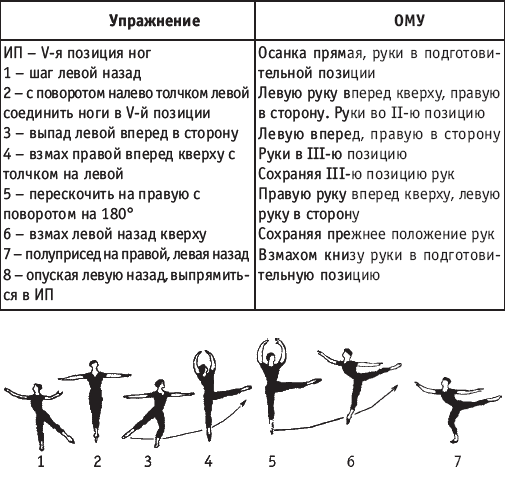 Упражнение
ОМУ
ИП – V-я позиция ног
1 – шаг левой назад
2 – с поворотом налево толчком левой
соединить ноги в V-й позиции
3 – выпад левой вперед в сторону
4 – взмах правой вперед кверху с
толчком на левой
5 – перескочить на правую с
поворотом на 180°
6 – взмах левой назад кверху
7 – полуприсед на правой, левая назад
8 – опуская левую назад, выпрямить-
ся в ИП
Осанка прямая, руки в подготови-
тельной позиции
Левую руку вперед кверху, правую
в сторону. Руки во II-ю позицию
Левую вперед, правую в сторону
Руки в III-ю позицию
Сохраняя III-ю позицию рук
Правую руку вперед кверху, левую
руку в сторону
Сохраняя прежнее положение рук
Взмахом книзу руки в подготови-
тельную позицию
1 2 3 4 5 6 7